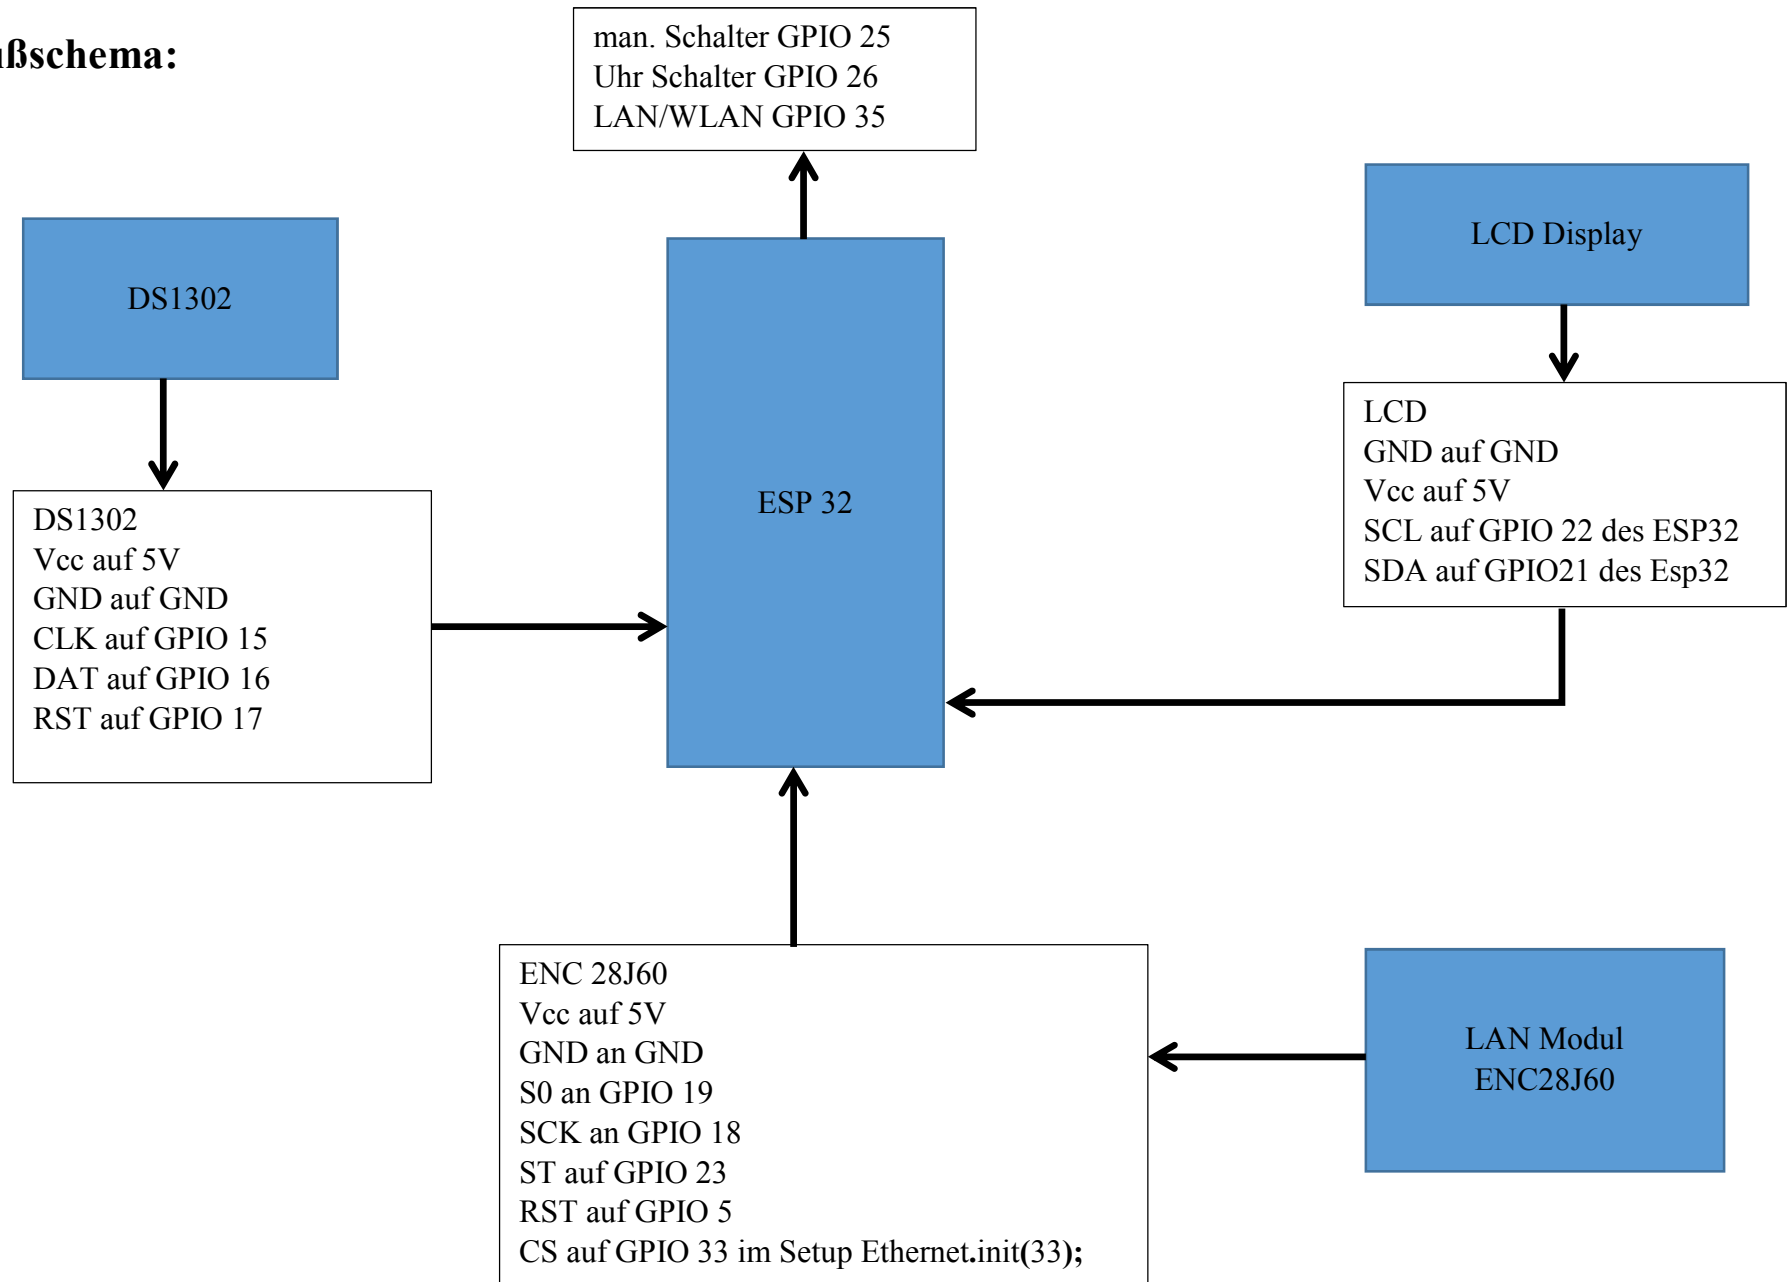 ußschema:
man. Schalter GPIO 25
Uhr Schalter GPIO 26
LAN/WLAN GPIO 35
DS1302
LCD Display
ESP 32
DS1302
Vcc auf 5V
GND auf GND
CLK auf GPIO 15
DAT auf GPIO 16
RST auf GPIO 17
LCD
GND auf GND
Vcc auf 5V
SCL auf GPIO 22 des ESP32
SDA auf GPIO21 des Esp32
ENC 28J60
Vcc auf 5V
GND an GND
S0 an GPIO 19
SCK an GPIO 18
ST auf GPIO 23
RST auf GPIO 5
CS auf GPIO 33 im Setup Ethernet.init(33);
LAN Modul
ENC28J60